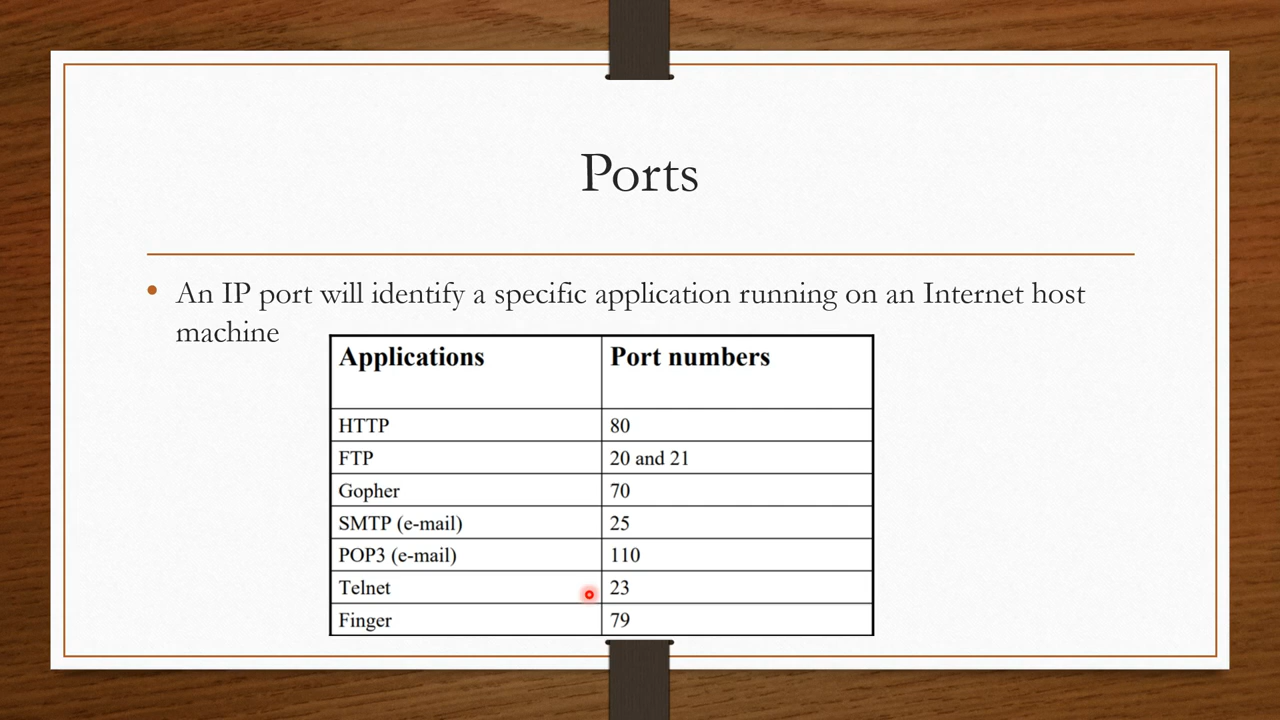 Ports
• An IP port will identify a specific application running on an Internet host
machine
Applications Port numbers
HTTP 80
FTP 20 and 21
Gopher 70
SMTP (e-mail) 25
POP3 (e-mail) 110
Telnet 23
Finger 79